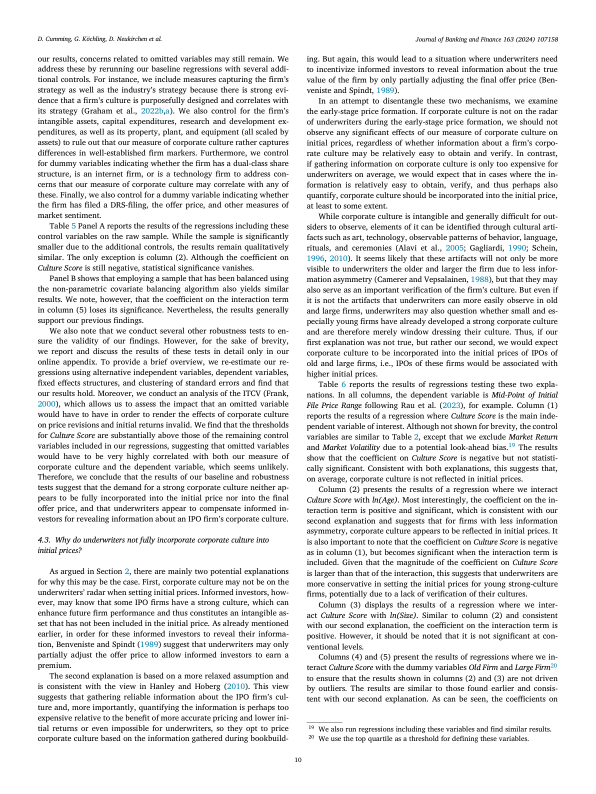 D. Cumming, G. Köchling, D. Neukirchen et al.
Journal of Banking and Finance 163 (2024) 107158
our results, concerns related to omitted variables may still remain. We
address these by rerunning our baseline regressions with several addi-
tional controls. For instance, we include measures capturing the firm's
strategy as well as the industry's strategy because there is strong evi-
dence that a firm's culture is purposefully designed and correlates with
its strategy (Graham et al., 2022b,a). We also control for the firm's
intangible assets, capital expenditures, research and development ex-
penditures, as well as its property, plant, and equipment (all scaled by
assets) to rule out that our measure of corporate culture rather captures
differences in well-established firm markers. Furthermore, we control
for dummy variables indicating whether the firm has a dual-class share
structure, is an internet firm, or is a technology firm to address con-
cerns that our measure of corporate culture may correlate with any of
these. Finally, we also control for a dummy variable indicating whether
the firm has filed a DRS-filing, the offer price, and other measures of
market sentiment.
Table 5 Panel A reports the results of the regressions including these
control variables on the raw sample. While the sample is significantly
smaller due to the additional controls, the results remain qualitatively
similar. The only exception is column (2). Although the coefficient on
Culture Score is still negative, statistical significance vanishes.
Panel B shows that employing a sample that has been balanced using
the non-parametric covariate balancing algorithm also yields similar
results. We note, however, that the coefficient on the interaction term
in column (5) loses its significance. Nevertheless, the results generally
support our previous findings.
We also note that we conduct several other robustness tests to en-
sure the validity of our findings. However, for the sake of brevity,
we report and discuss the results of these tests in detail only in our
online appendix. To provide a brief overview, we re-estimate our re-
gressions using alternative independent variables, dependent variables,
fixed effects structures, and clustering of standard errors and find that
our results hold. Moreover, we conduct an analysis of the ITCV (Frank,
2000), which allows us to assess the impact that an omitted variable
would have to have in order to render the effects of corporate culture
on price revisions and initial returns invalid. We find that the thresholds
for Culture Score are substantially above those of the remaining control
variables included in our regressions, suggesting that omitted variables
would have to be very highly correlated with both our measure of
corporate culture and the dependent variable, which seems unlikely.
Therefore, we conclude that the results of our baseline and robustness
tests suggest that the demand for a strong corporate culture neither ap-
pears to be fully incorporated into the initial price nor into the final
offer price, and that underwriters appear to compensate informed in-
vestors for revealing information about an IPO firm's corporate culture.
4.3. Why do underwriters not fully incorporate corporate culture into
initial prices?
As argued in Section 2, there are mainly two potential explanations
for why this may be the case. First, corporate culture may not be on the
underwriters' radar when setting initial prices. Informed investors, how-
ever, may know that some IPO firms have a strong culture, which can
enhance future firm performance and thus constitutes an intangible as-
set that has not been included in the initial price. As already mentioned
earlier, in order for these informed investors to reveal their informa-
tion, Benveniste and Spindt (1989) suggest that underwriters may only
partially adjust the offer price to allow informed investors to earn a
premium.
The second explanation is based on a more relaxed assumption and
is consistent with the view in Hanley and Hoberg (2010). This view
suggests that gathering reliable information about the IPO firm's cul-
ture and, more importantly, quantifying the information is perhaps too
expensive relative to the benefit of more accurate pricing and lower ini-
tial returns or even impossible for underwriters, so they opt to price
corporate culture based on the information gathered during bookbuild-
ing. But again, this would lead to a situation where underwriters need
to incentivize informed investors to reveal information about the true
value of the firm by only partially adjusting the final offer price (Ben-
veniste and Spindt, 1989).
In an attempt to disentangle these two mechanisms, we examine
the early-stage price formation. If corporate culture is not on the radar
of underwriters during the early-stage price formation, we should not
observe any significant effects of our measure of corporate culture on
initial prices, regardless of whether information about a firm's corpo-
rate culture may be relatively easy to obtain and verify. In contrast,
if gathering information on corporate culture is only too expensive for
underwriters on average, we would expect that in cases where the in-
formation is relatively easy to obtain, verify, and thus perhaps also
quantify, corporate culture should be incorporated into the initial price,
at least to some extent.
While corporate culture is intangible and generally difficult for out-
siders to observe, elements of it can be identified through cultural arti-
facts such as art, technology, observable patterns of behavior, language,
rituals, and ceremonies (Alavi et al., 2005; Gagliardi, 1990; Schein,
1996, 2010). It seems likely that these artifacts will not only be more
visible to underwriters the older and larger the firm due to less infor-
mation asymmetry (Camerer and Vepsalainen, 1988), but that they may
also serve as an important verification of the firm's culture. But even if
it is not the artifacts that underwriters can more easily observe in old
and large firms, underwriters may also question whether small and es-
pecially young firms have already developed a strong corporate culture
and are therefore merely window dressing their culture. Thus, if our
first explanation was not true, but rather our second, we would expect
corporate culture to be incorporated into the initial prices of IPOs of
old and large firms, i.e., IPOs of these firms would be associated with
higher initial prices.
Table 6 reports the results of regressions testing these two expla-
nations. In all columns, the dependent variable is Mid-Point of Initial
File Price Range following Rau et al. (2023), for example. Column (1)
reports the results of a regression where Culture Score is the main inde-
pendent variable of interest. Although not shown for brevity, the control
variables are similar to Table 2, except that we exclude Market Return
and Market Volatility due to a potential look-ahead bias.19 The results
show that the coefficient on Culture Score is negative but not statisti-
cally significant. Consistent with both explanations, this suggests that,
on average, corporate culture is not reflected in initial prices.
Column (2) presents the results of a regression where we interact
Culture Score with ln(Age). Most interestingly, the coefficient on the in-
teraction term is positive and significant, which is consistent with our
second explanation and suggests that for firms with less information
asymmetry, corporate culture appears to be reflected in initial prices. It
is also important to note that the coefficient on Culture Score is negative
as in column (1), but becomes significant when the interaction term is
included. Given that the magnitude of the coefficient on Culture Score
is larger than that of the interaction, this suggests that underwriters are
more conservative in setting the initial prices for young strong-culture
firms, potentially due to a lack of verification of their cultures.
Column (3) displays the results of a regression where we inter-
act Culture Score with ln(Size). Similar to column (2) and consistent
with our second explanation, the coefficient on the interaction term is
positive. However, it should be noted that it is not significant at con-
ventional levels.
Columns (4) and (5) present the results of regressions where we in-
teract Culture Score with the dummy variables Old Firm and Large Firm20
to ensure that the results shown in columns (2) and (3) are not driven
by outliers. The results are similar to those found earlier and consis-
tent with our second explanation. As can be seen, the coefficients on
19 We also run regressions including these variables and find similar results.
20 We use the top quartile as a threshold for defining these variables.
10